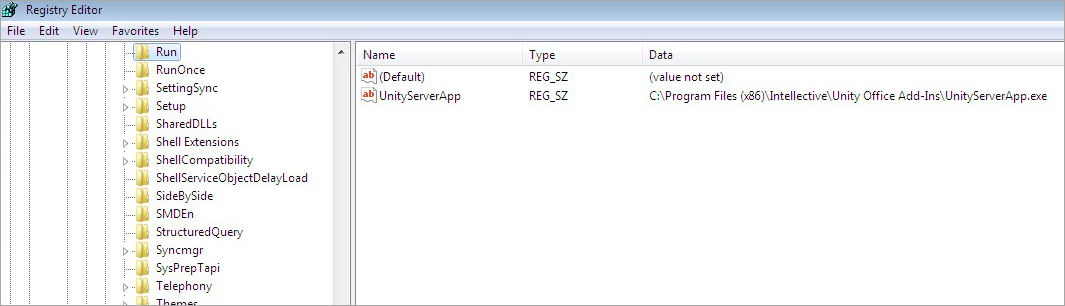 Registry Editor
File Edit View Favorites Help
Run
RunOnce
SettingSync
Setup
SharedDLLs
Shell Extensions
ShellCompatibility
ShellServiceObjectDelayLoad
SideBySide
SMDEn
StructuredQuery
Syncmgr
SysPrepTapi
Telephony
Themes
Name Type Data
ab (Default) REG_SZ (value not set)
ab UnityServerApp REG_SZ C:\Program Files (x86)\Intellective\Unity Office Add-Ins\UnityServerApp.exe